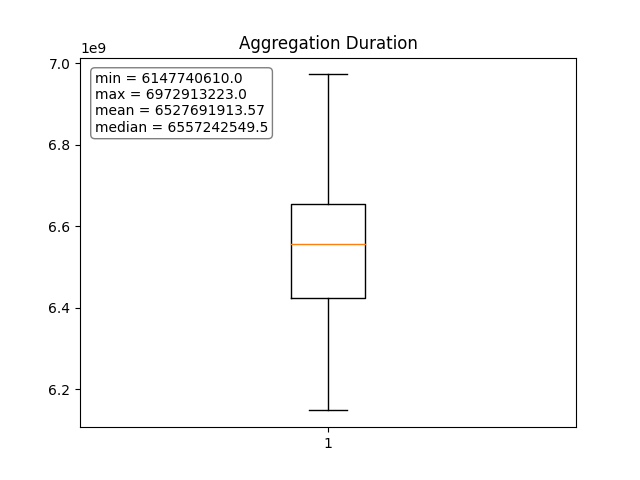 Aggregation Duration
1e9
min = 6147740610.0
max = 6972913223.0
mean = 6527691913.57
median = 6557242549.5
7.0
6.8
6.6
6.4
6.2
1